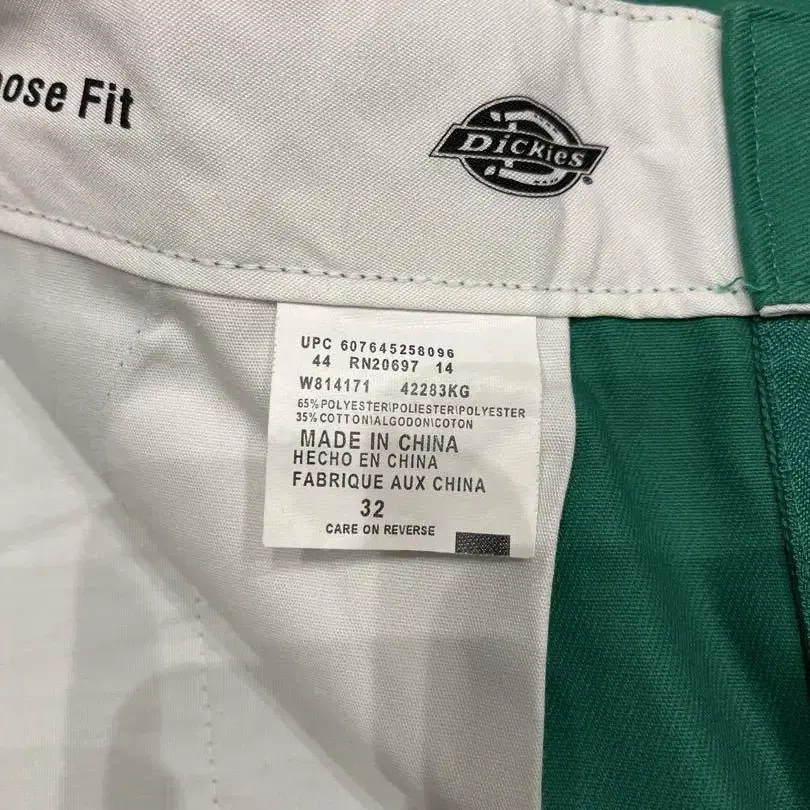 ose Fit
Dickies
UPC 607645258096
44 RN20697 14
W814171 42283KG
65%POLYESTER\POLIESTER\POLYESTER
35%COTTON\ALGODON\COTON
MADE IN CHINA
HECHO EN CHINA
FABRIQUE AUX CHINA
32
CARE ON REVERSE